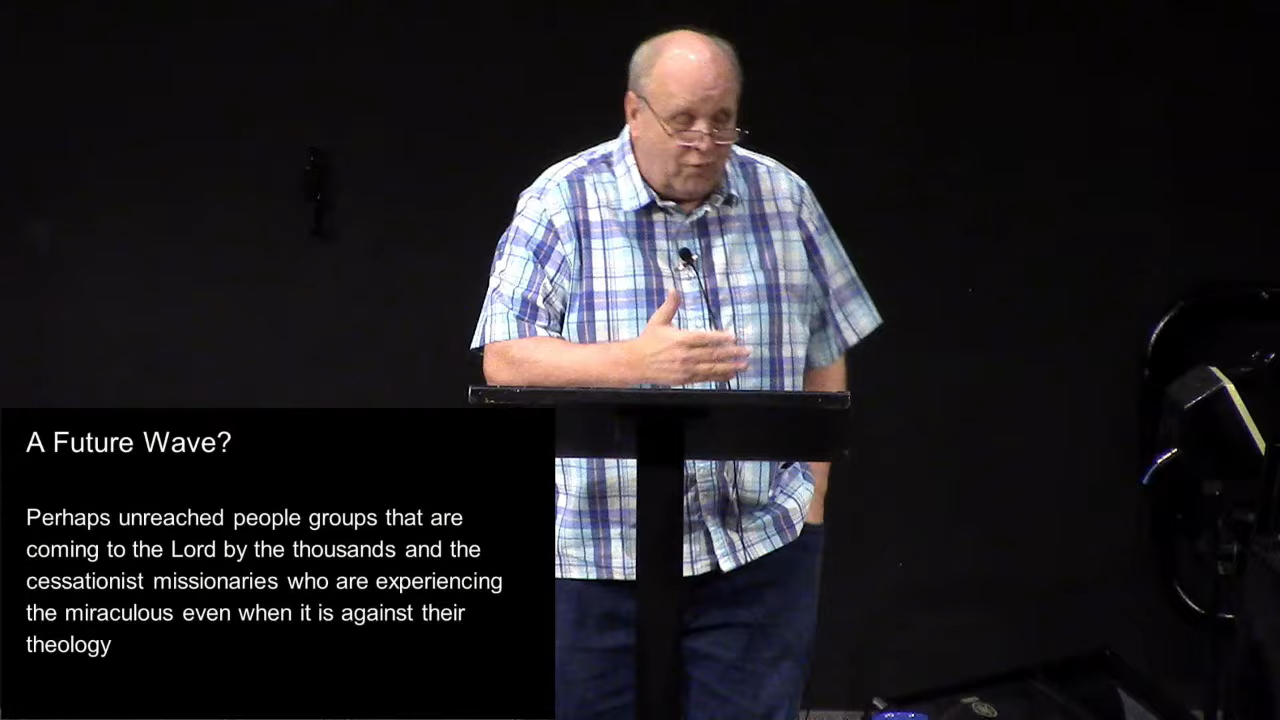 A Future Wave?
Perhaps unreached people groups that are
coming to the Lord by the thousands and the
cessationist missionaries who are experiencing
the miraculous even when it is against their
theology